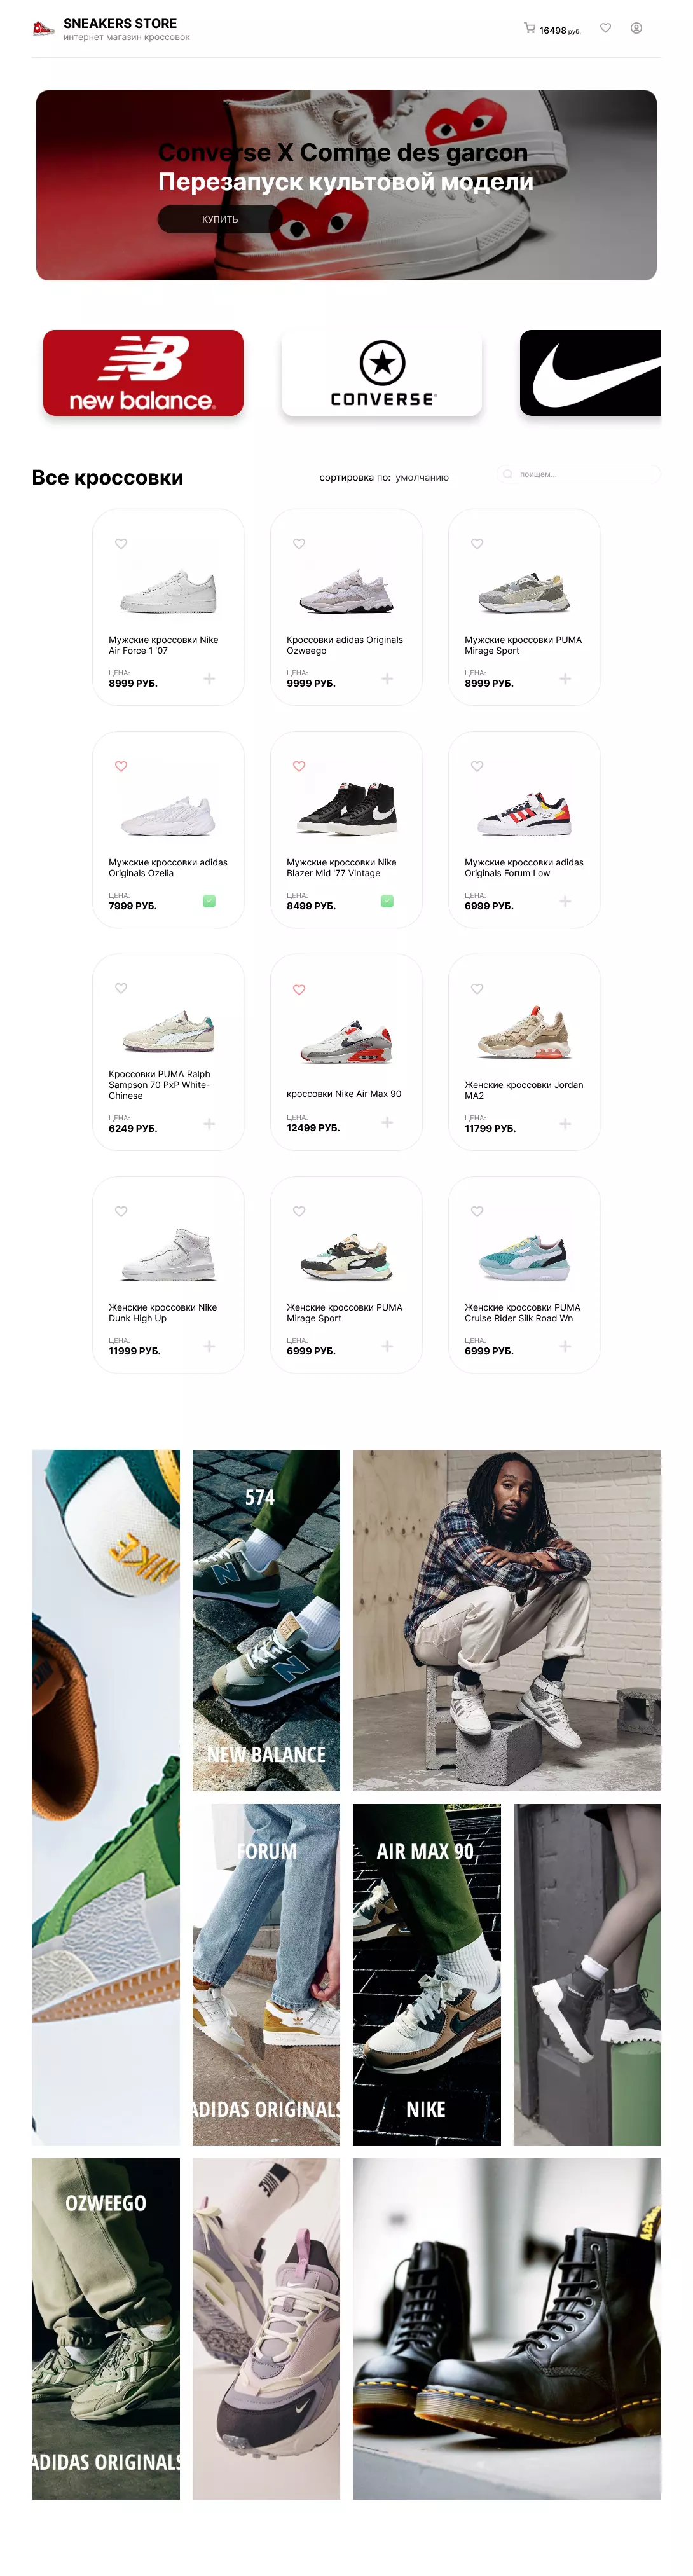 SNEAKERS STORE
интернет магазин кроссовок
16498 руб.
Converse X Comme des garcon
Перезапуск культовой модели
КУПИТЬ
new balance
CONVERSE
Все кроссовки
сортировка по: умолчанию
поищем...
Мужские кроссовки Nike
Air Force 1 '07
ЦЕНА:
8999 РУБ.
Кроссовки adidas Originals
Ozweego
ЦЕНА:
9999 РУБ.
Мужские кроссовки PUMA
Mirage Sport
ЦЕНА:
8999 РУБ.
Мужские кроссовки adidas
Originals Ozelia
ЦЕНА:
7999 РУБ.
Мужские кроссовки Nike
Blazer Mid '77 Vintage
ЦЕНА:
8499 РУБ.
Мужские кроссовки adidas
Originals Forum Low
ЦЕНА:
6999 РУБ.
Кроссовки PUMA Ralph
Sampson 70 PxP White-
Chinese
ЦЕНА:
6249 РУБ.
кроссовки Nike Air Max 90
ЦЕНА:
12499 РУБ.
Женские кроссовки Jordan
MA2
ЦЕНА:
11799 РУБ.
Женские кроссовки Nike
Dunk High Up
ЦЕНА:
11999 РУБ.
Женские кроссовки PUMA
Mirage Sport
ЦЕНА:
6999 РУБ.
Женские кроссовки PUMA
Cruise Rider Silk Road Wn
ЦЕНА:
6999 РУБ.
NIKE
574
NEW BALANCE
FORUM
ADIDAS ORIGINALS
AIR MAX 90
NIKE
OZWEEGO
ADIDAS ORIGINALS